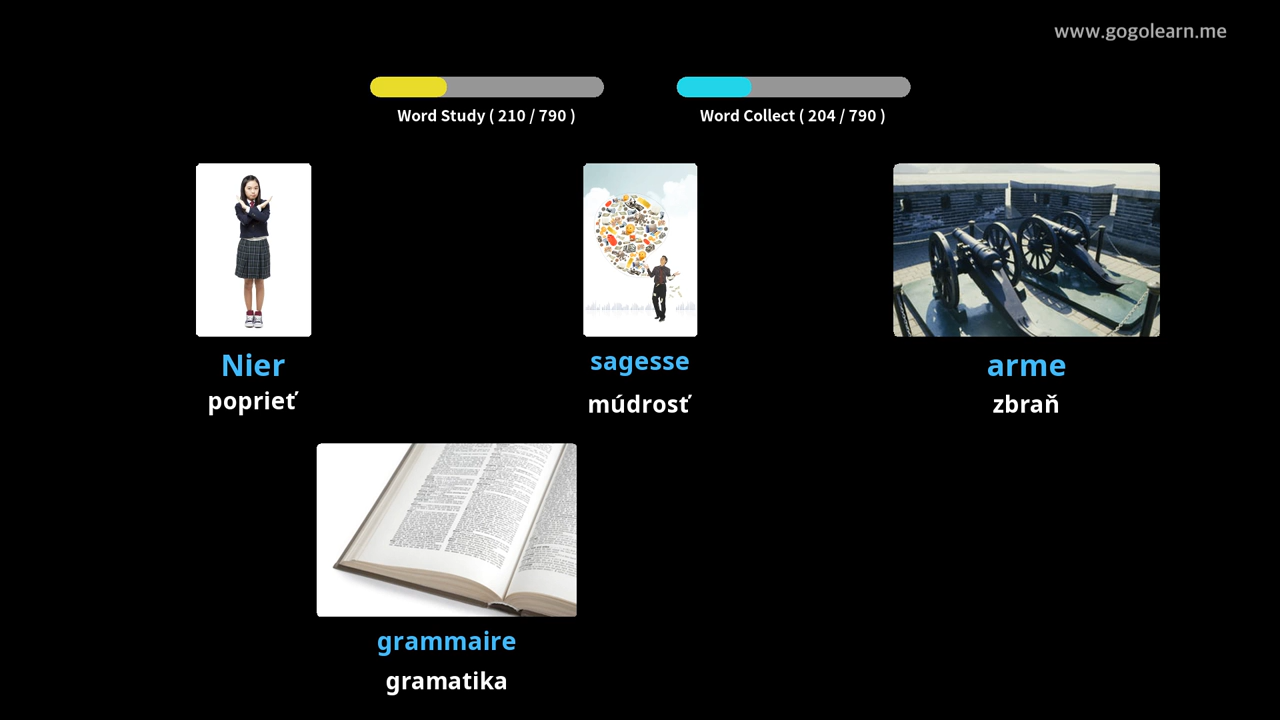 www.gogolearn.me
Word Study ( 210 / 790 )
Word Collect ( 204 / 790 )
Nier
poprieť
sagesse
múdrosť
arme
zbraň
grammaire
gramatika